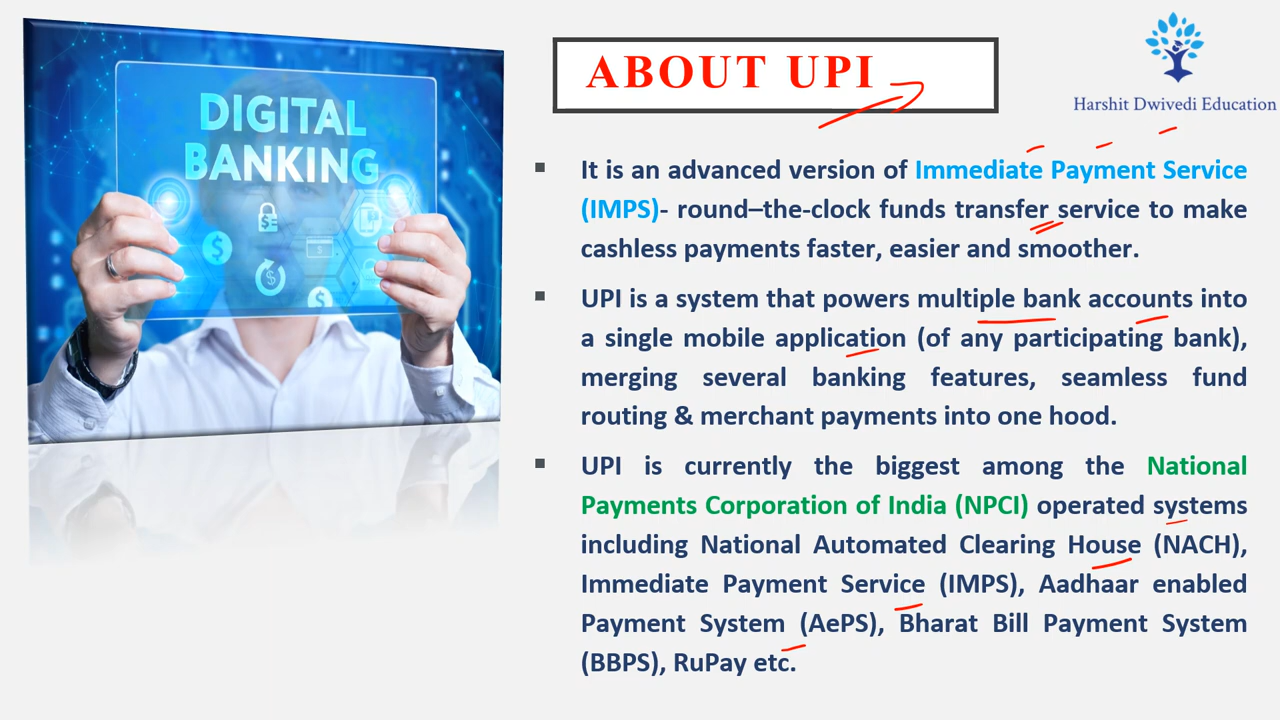 DIGITAL
BANKING
ABOUT UPI
Harshit Dwivedi Education
▪ It is an advanced version of Immediate Payment Service
(IMPS)- round–the-clock funds transfer service to make
cashless payments faster, easier and smoother.
▪ UPI is a system that powers multiple bank accounts into
a single mobile application (of any participating bank),
merging several banking features, seamless fund
routing & merchant payments into one hood.
▪ UPI is currently the biggest among the National
Payments Corporation of India (NPCI) operated systems
including National Automated Clearing House (NACH),
Immediate Payment Service (IMPS), Aadhaar enabled
Payment System (AePS), Bharat Bill Payment System
(BBPS), RuPay etc.